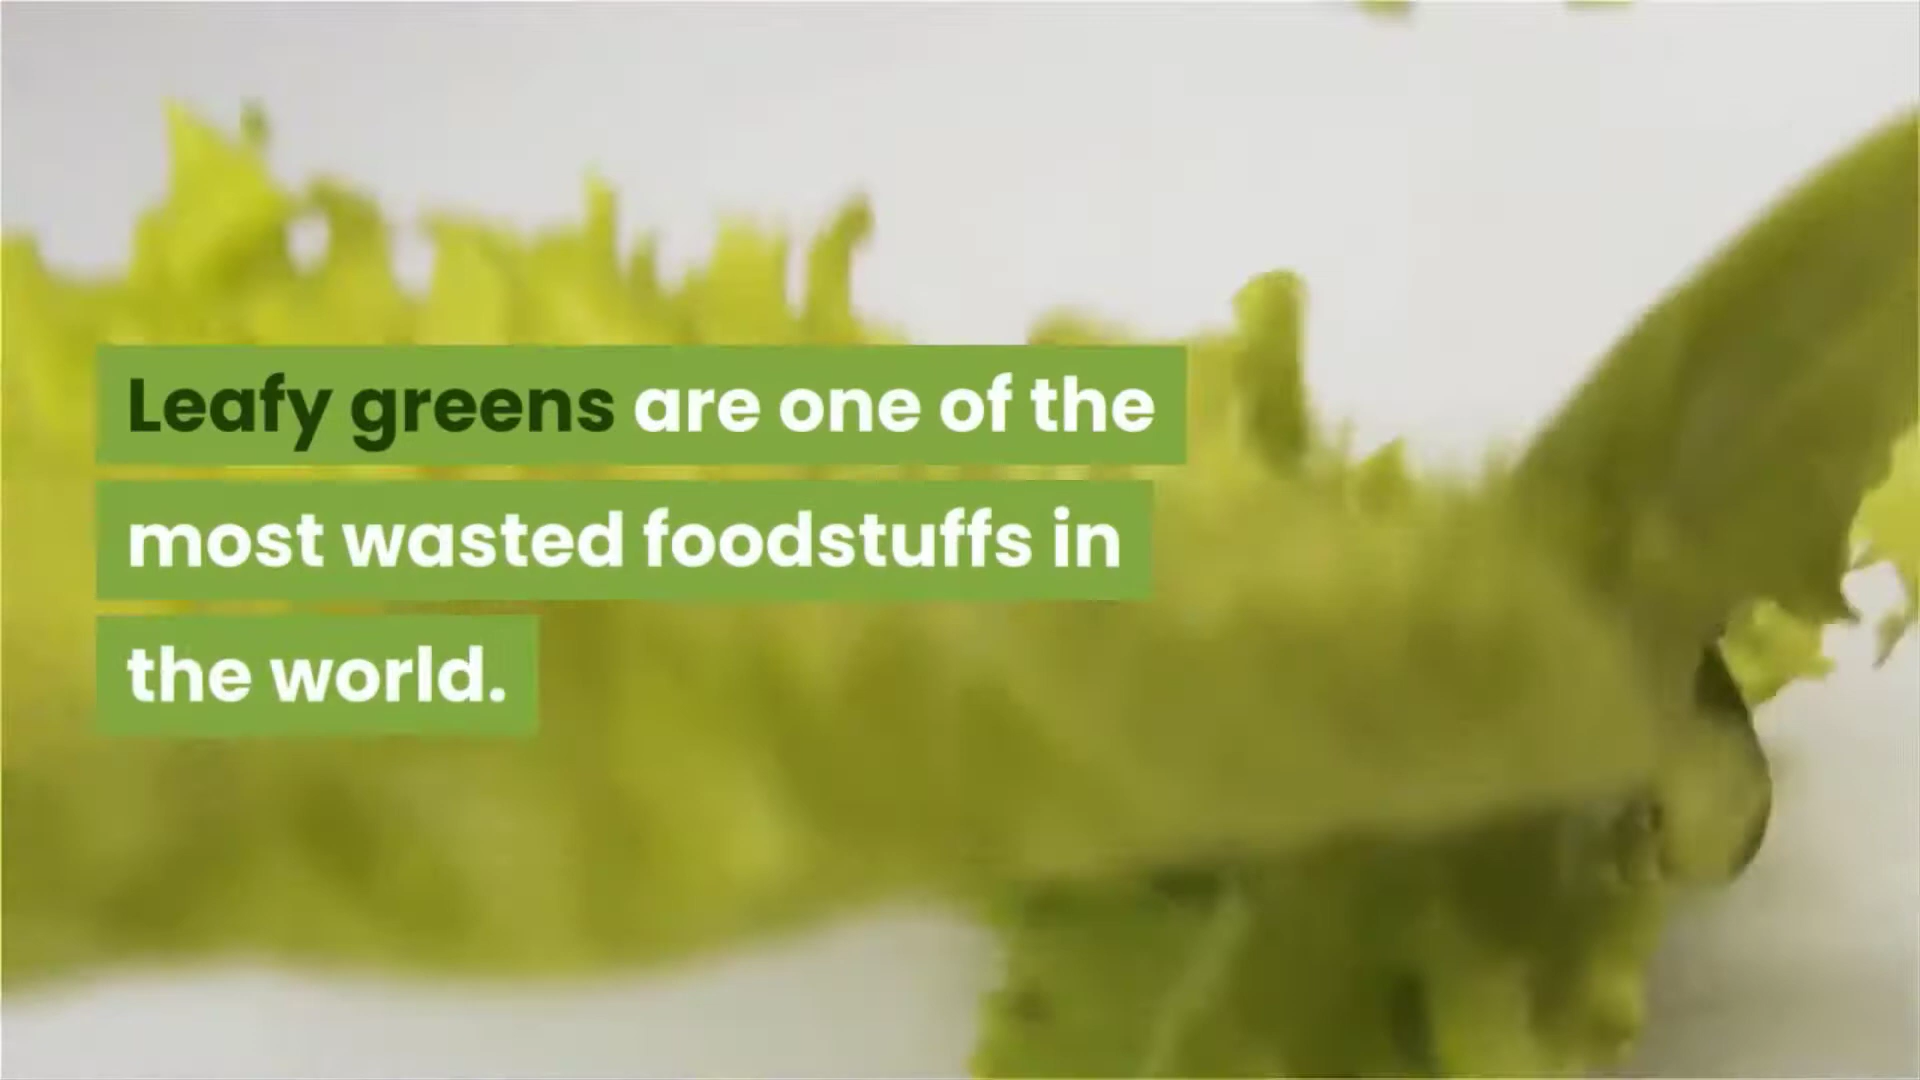 Leafy greens are one of the
most wasted foodstuffs in
the world.